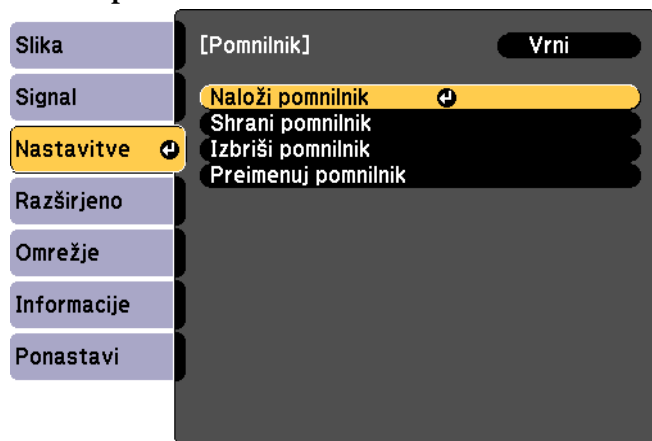 Slika
Signal
Nastavitve
Razširjeno
Omrežje
Informacije
Ponastavi
[Pomnilnik]
Vrni
Naloži pomnilnik
Shrani pomnilnik
Izbriši pomnilnik
Preimenuj pomnilnik